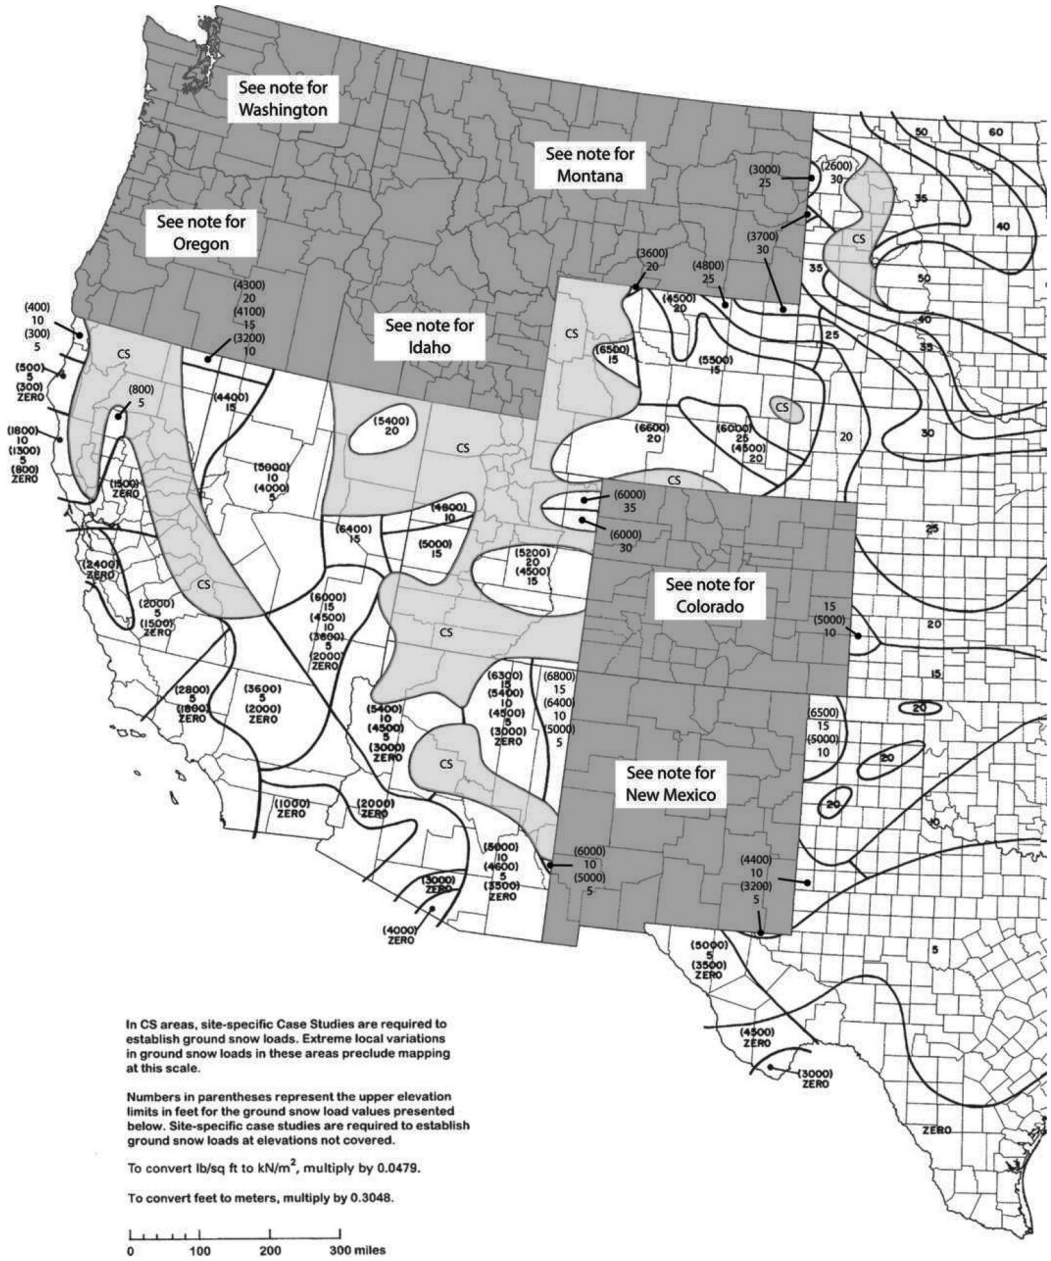 See note for
Washington
See note for
Montana
(3000)
25
(2600)
30
50
60
35
40
See note for
Oregon
(3700)
30
CS
35
50
(3600)
20
(4800)
25
(4500)
20
40
35
25
(4300)
20
(4100)
15
(3200)
10
See note for
Idaho
CS
(6500)
15
(5500)
15
(400)
10
(300)
5
CS
(500)
5
(300)
ZERO
(800)
5
(4400)
15
(5400)
20
CS
CS
(6600)
20
(6000)
25
(4500)
20
20
30
(1800)
10
(1300)
5
(800)
ZERO
(1500)
ZERO
(5000)
10
(4000)
5
CS
(6000)
35
(4800)
10
(6400)
15
(5000)
15
(6000)
30
25
(5200)
20
(4500)
15
(2400)
ZERO
CS
See note for
Colorado
(2000)
5
(1500)
ZERO
(6000)
15
(4500)
10
(3600)
5
(2000)
ZERO
CS
15
(5000)
10
20
15
(2800)
5
(1800)
ZERO
(3600)
5
(2000)
ZERO
(5400)
10
(4500)
5
(3000)
ZERO
(6300)
15
(5400)
10
(4500)
5
(3000)
ZERO
(6800)
15
(6400)
10
(5000)
5
(6500)
15
(5000)
10
20
20
CS
See note for
New Mexico
20
10
(1000)
ZERO
(2000)
ZERO
(5000)
10
(4600)
5
(3500)
ZERO
(6000)
10
(5000)
5
(4400)
10
(3200)
5
(3000)
ZERO
(4000)
ZERO
(5000)
5
(3500)
ZERO
5
(4500)
ZERO
(3000)
ZERO
ZERO
In CS areas, site-specific Case Studies are required to
establish ground snow loads. Extreme local variations
in ground snow loads in these areas preclude mapping
at this scale.
Numbers in parentheses represent the upper elevation
limits in feet for the ground snow load values presented
below. Site-specific case studies are required to establish
ground snow loads at elevations not covered.
To convert lb/sq ft to kN/m², multiply by 0.0479.
To convert feet to meters, multiply by 0.3048.
0 100 200 300 miles